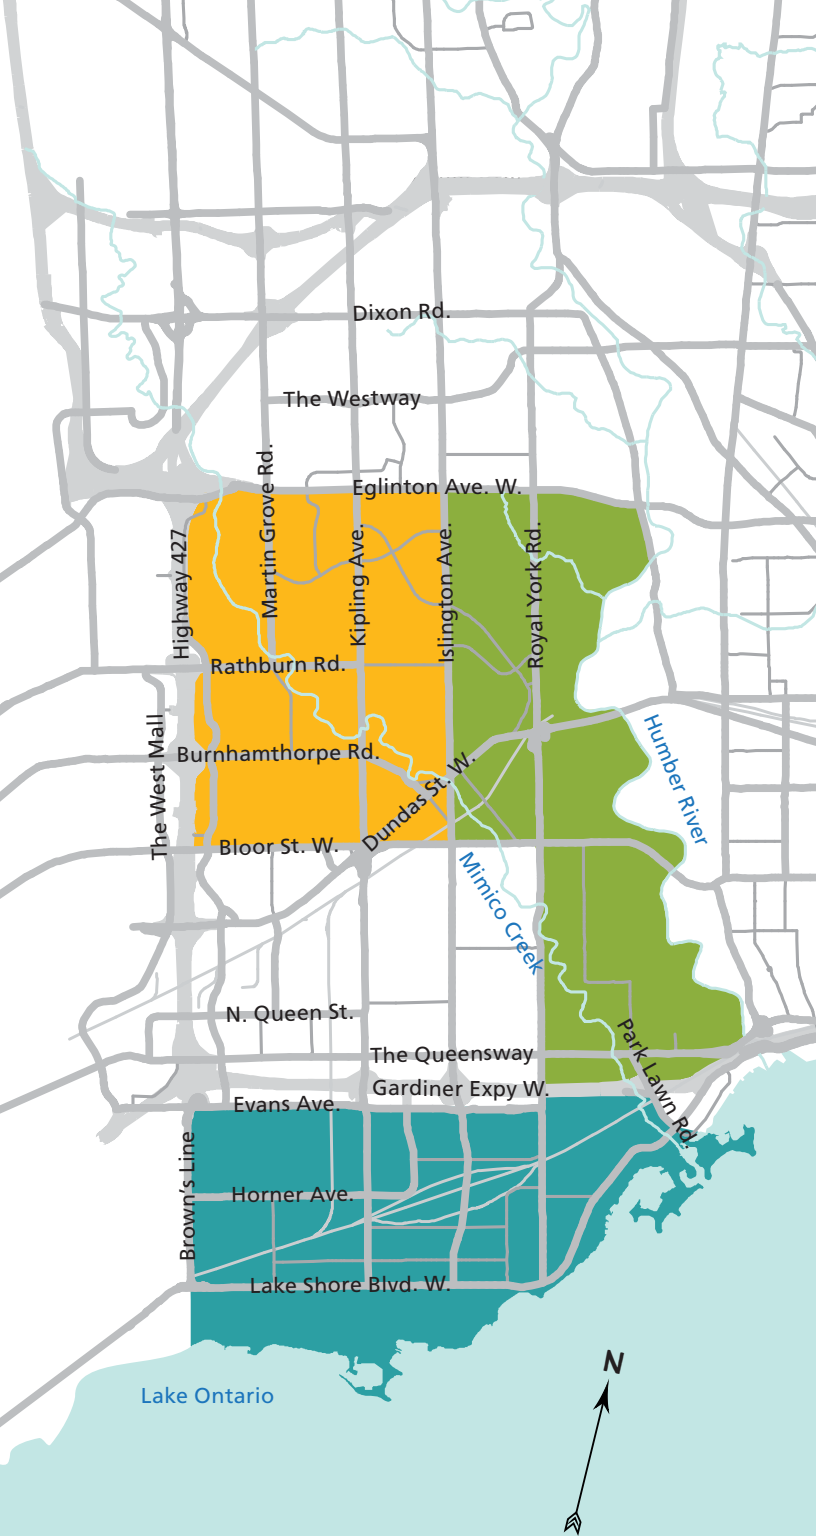 Dixon Rd.
The Westway
Eglinton Ave. W.
Martin Grove Rd.
Highway 427
Kipling Ave.
Islington Ave.
Royal York Rd.
Rathburn Rd.
The West Mall
Burnhamthorpe Rd.
Dundas St. W.
Humber River
Bloor St. W.
Mimico Creek
N. Queen St.
The Queensway
Park Lawn Rd.
Gardiner Expy W.
Evans Ave.
Brown's Line
Horner Ave.
Lake Shore Blvd. W.
N
Lake Ontario